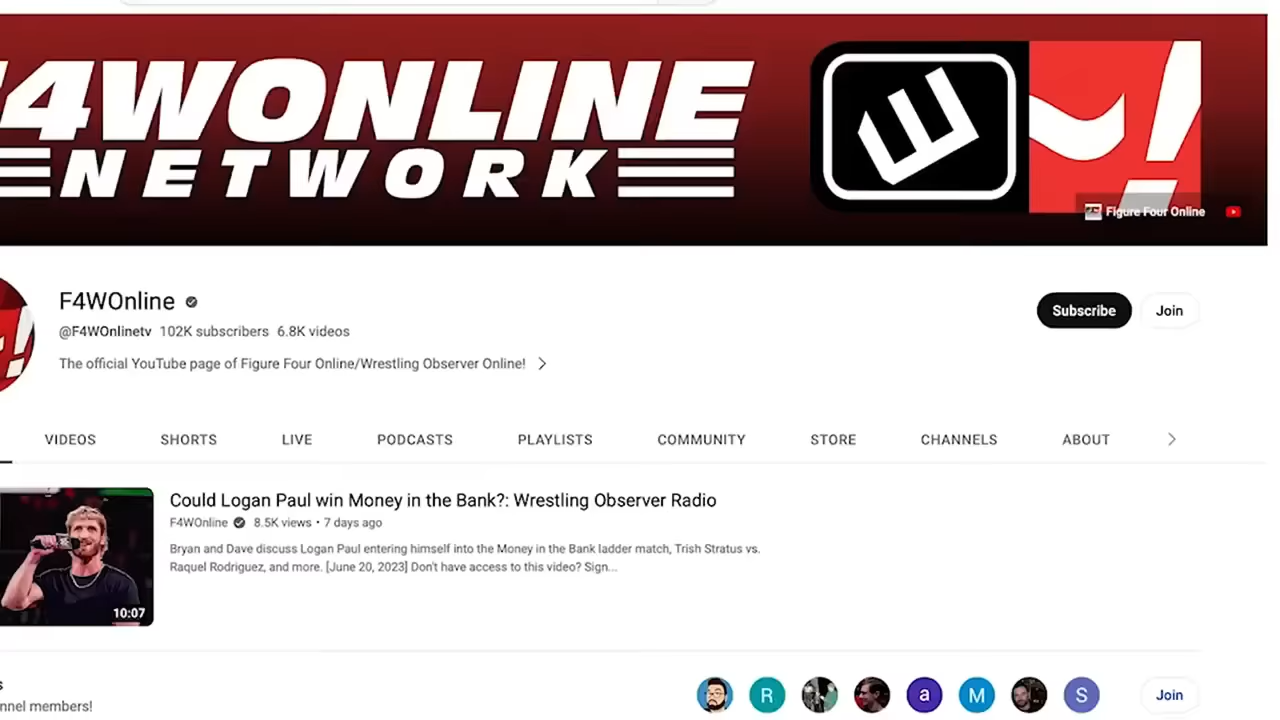 F4WONLINE
NETWORK
Figure Four Online
F4WOnline
@F4WOnlinetv 102K subscribers 6.8K videos
The official YouTube page of Figure Four Online/Wrestling Observer Online!
Subscribe
Join
VIDEOS SHORTS LIVE PODCASTS PLAYLISTS COMMUNITY STORE CHANNELS ABOUT
10:07
Could Logan Paul win Money in the Bank?: Wrestling Observer Radio
F4WOnline 8.5K views • 7 days ago
Bryan and Dave discuss Logan Paul entering himself into the Money in the Bank ladder match, Trish Stratus vs.
Raquel Rodriguez, and more. [June 20, 2023] Don't have access to this video? Sign...
nnel members!
R a M S
Join